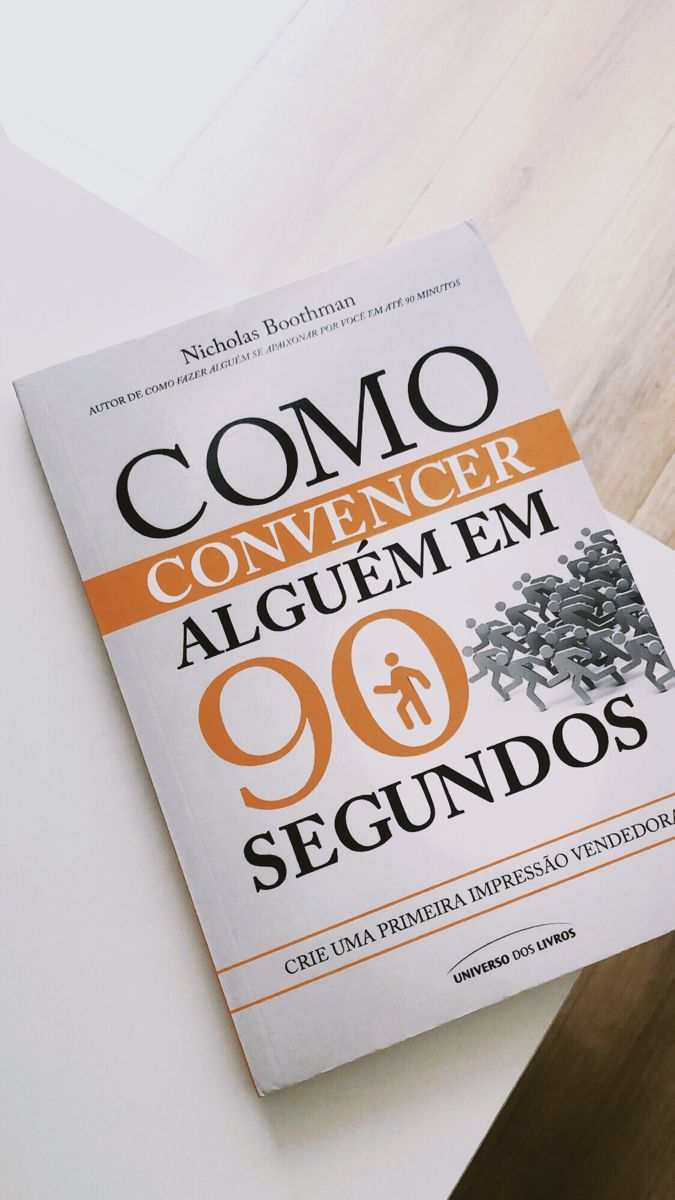 Nicholas Boothman
AUTOR DE COMO FAZER ALGUÉM SE APAIXONAR POR VOCÊ EM ATÉ 90 MINUTOS
COMO
CONVENCER
ALGUÉM EM
90
SEGUNDOS
CRIE UMA PRIMEIRA IMPRESSÃO VENDEDORA
UNIVERSO DOS LIVROS